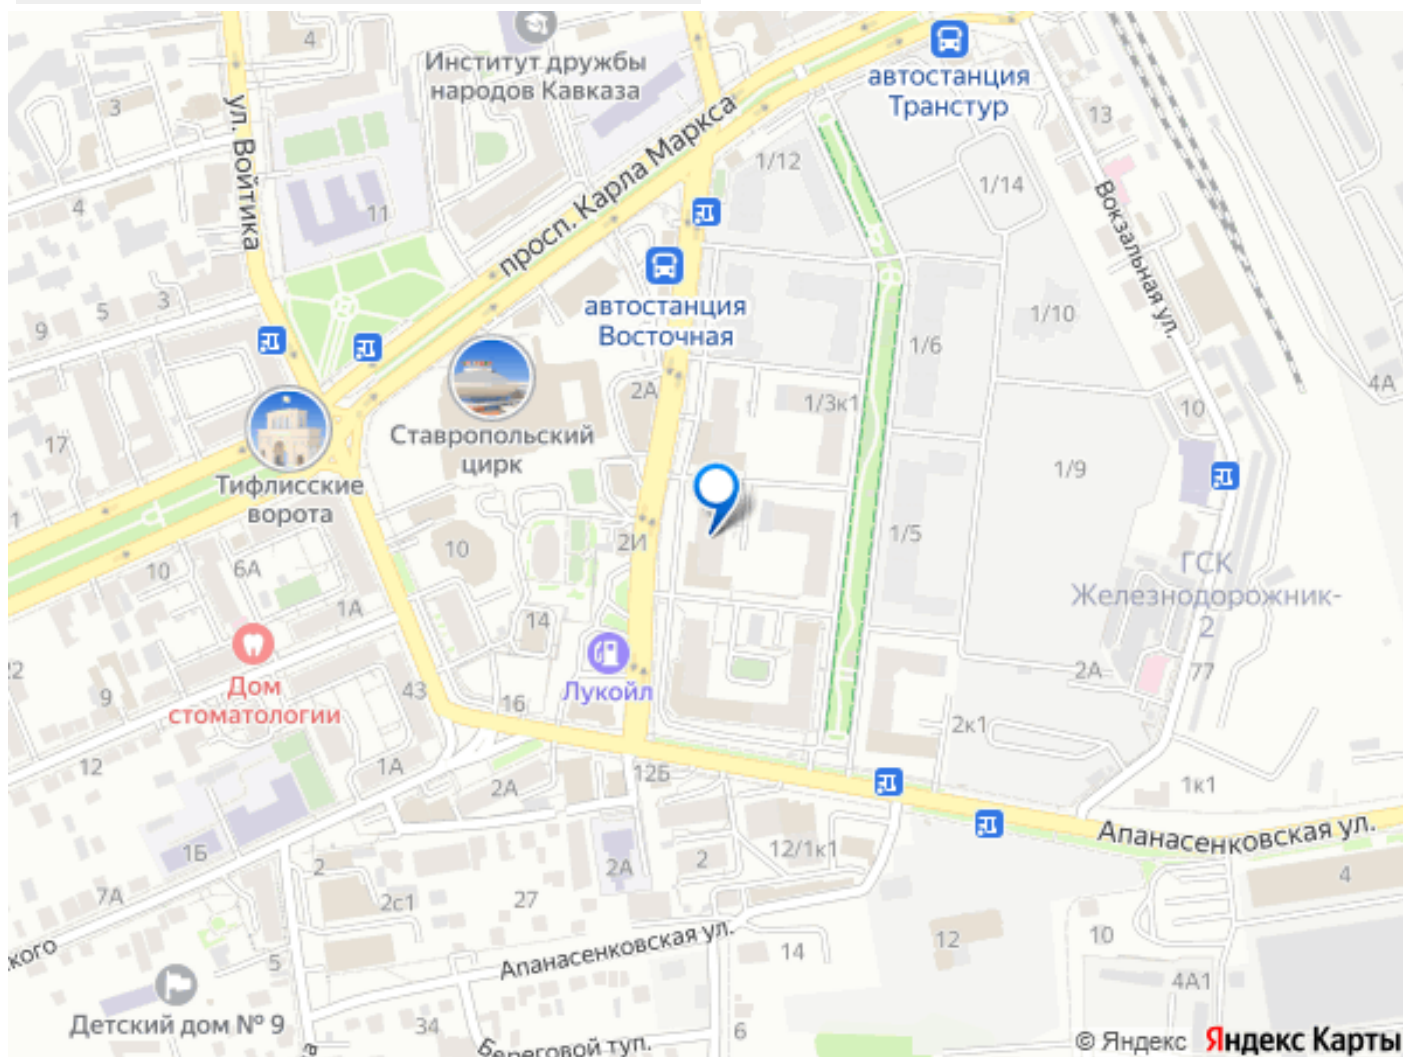 4
Институт дружбы
народов Кавказа
автостанция
Транстур
3
ул. Войтика
просп. Карла Маркса
13
1/12
1/14
4
11
Вокзальная ул.
5
3
9
автостанция
Восточная
1/10
1/6
2А
1/3к1
4А
10
17
Ставропольский
цирк
1/9
Тифлисские
ворота
1
2И
1/5
10
10
6А
ГСК
Железнодорожник-
2
1А
14
22
9
Дом
стоматологии
43
Лукойл
16
2А
77
2к1
12
1А
2А
12Б
1к1
Апанасенковская ул.
1Б
2
2А
2
12/1к1
4
7А
2с1
27
кого
Апанасенковская ул.
14
12
10
5
4А1
Детский дом № 9
34
Береговой туп.
6
© Яндекс Яндекс Карты